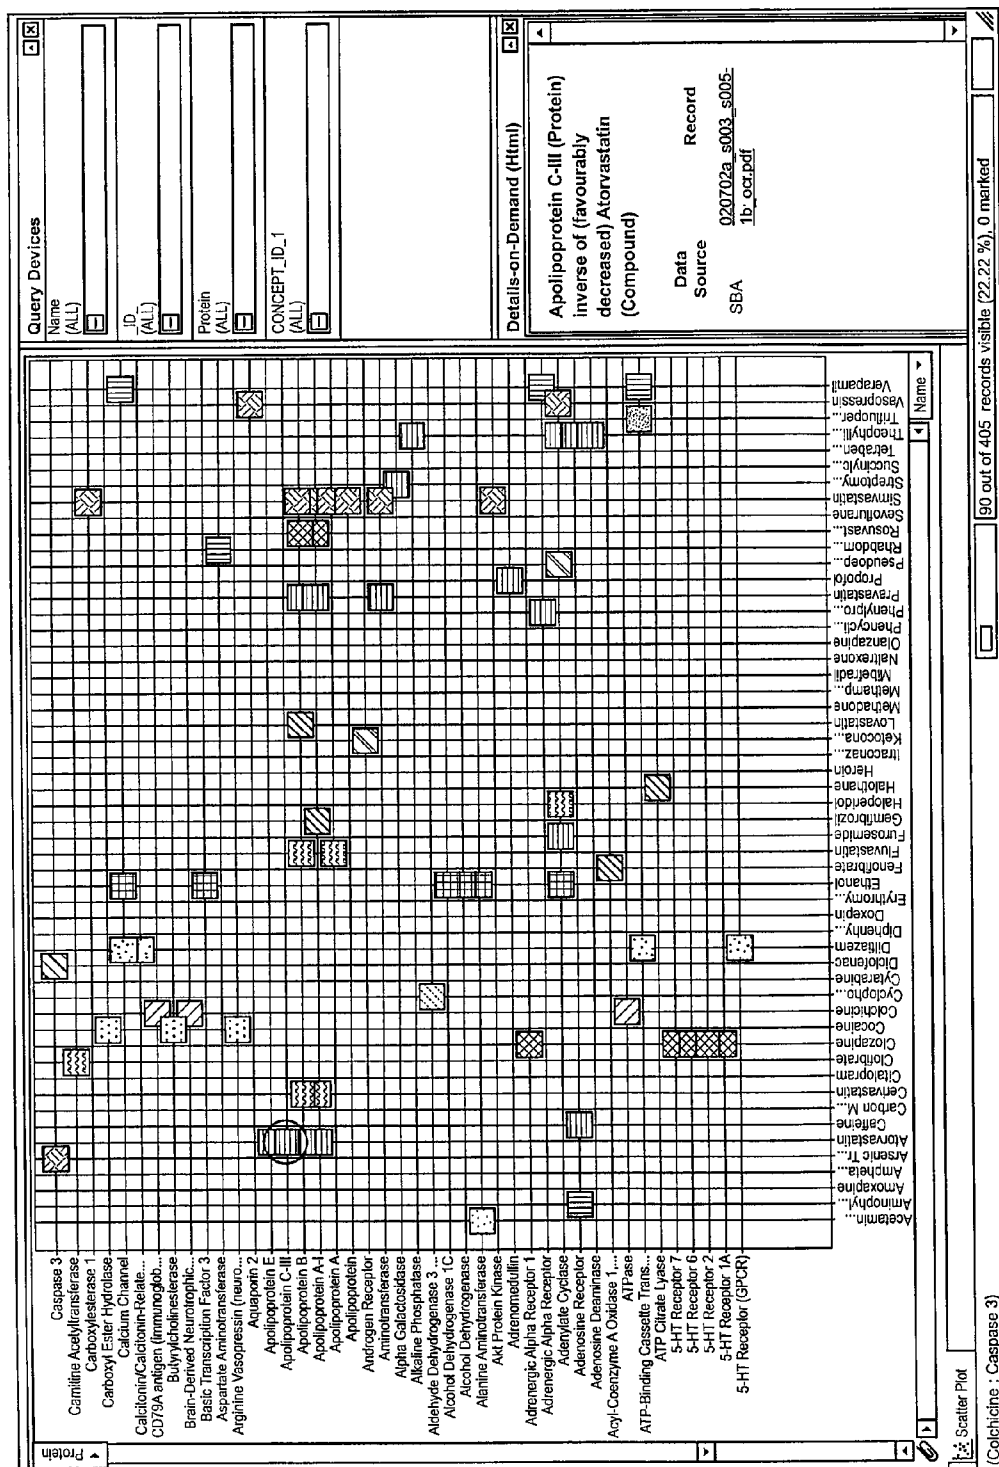 Query Devices
Name
(ALL)
_ID_
(ALL)
Protein
(ALL)
CONCEPT_ID_1
(ALL)
Details-on-Demand (Html)
Apolipoprotein C-III (Protein)
inverse of (favourably
decreased) Atorvastatin
(Compound)
Data
Source
Record
SBA
020702a_s003_s005-
1b_ocr.pdf
Protein
Caspase 3
Carnitine Acetyltransferase
Carboxylesterase 1
Carboxyl Ester Hydrolase
Calcium Channel
Calcitonin/Calcitonin-Relate...
CD79A antigen (Immunoglob...
Butyrylcholinesterase
Brain-Derived Neurotrophic...
Basic Transcription Factor 3
Aspartate Aminotransferase
Arginine Vasopressin (neuro...
Aquaporin 2
Apolipoprotein E
Apolipoprotein C-III
Apolipoprotein B
Apolipoprotein A-I
Apolipoprotein A
Apolipoprotein
Androgen Receptor
Aminotransferase
Alpha Galactosidase
Alkaline Phosphatase
Aldehyde Dehydrogenase 3 ...
Alcohol Dehydrogenase 1C
Alcohol Dehydrogenase
Alanine Aminotransferase
Akt Protein Kinase
Adrenomedullin
Adrenergic Alpha Receptor 1
Adrenergic Alpha Receptor
Adenylate Cyclase
Adenosine Receptor
Adenosine Deaminase
Acyl-Coenzyme A Oxidase 1,...
ATPase
ATP-Binding Cassette Trans...
ATP Citrate Lyase
5-HT Receptor 7
5-HT Receptor 6
5-HT Receptor 2
5-HT Receptor 1A
5-HT Receptor (GPCR)
Acetamin...
Aminophyl...
Amoxapine
Ampheta...
Arsenic Tr...
Atorvastatin
Caffeine
Carbon M...
Cerivastatin
Citalopram
Clofibrate
Clozapine
Cocaine
Colchicine
Cyclopho...
Cytarabine
Diclofenac
Diltiazem
Diphenhy...
Doxepin
Erythromy...
Ethanol
Fenofibrate
Fluvastatin
Furosemide
Gemfibrozil
Haloperidol
Halothane
Heroin
Itraconaz...
Ketocona...
Lovastatin
Methadone
Methamp...
Mibefradil
Naltrexone
Olanzapine
Phencycli...
Phenylpro...
Pravastatin
Propofol
Pseudoep...
Rhabdom...
Rosuvast...
Sevoflurane
Simvastatin
Streptomy...
Succinylc...
Tetraben...
Theophylli...
Trifluoper...
Vasopressin
Verapamil
Name
Scatter Plot
(Colchicine : Caspase 3)
90 out of 405 records visible (22.22 %), 0 marked